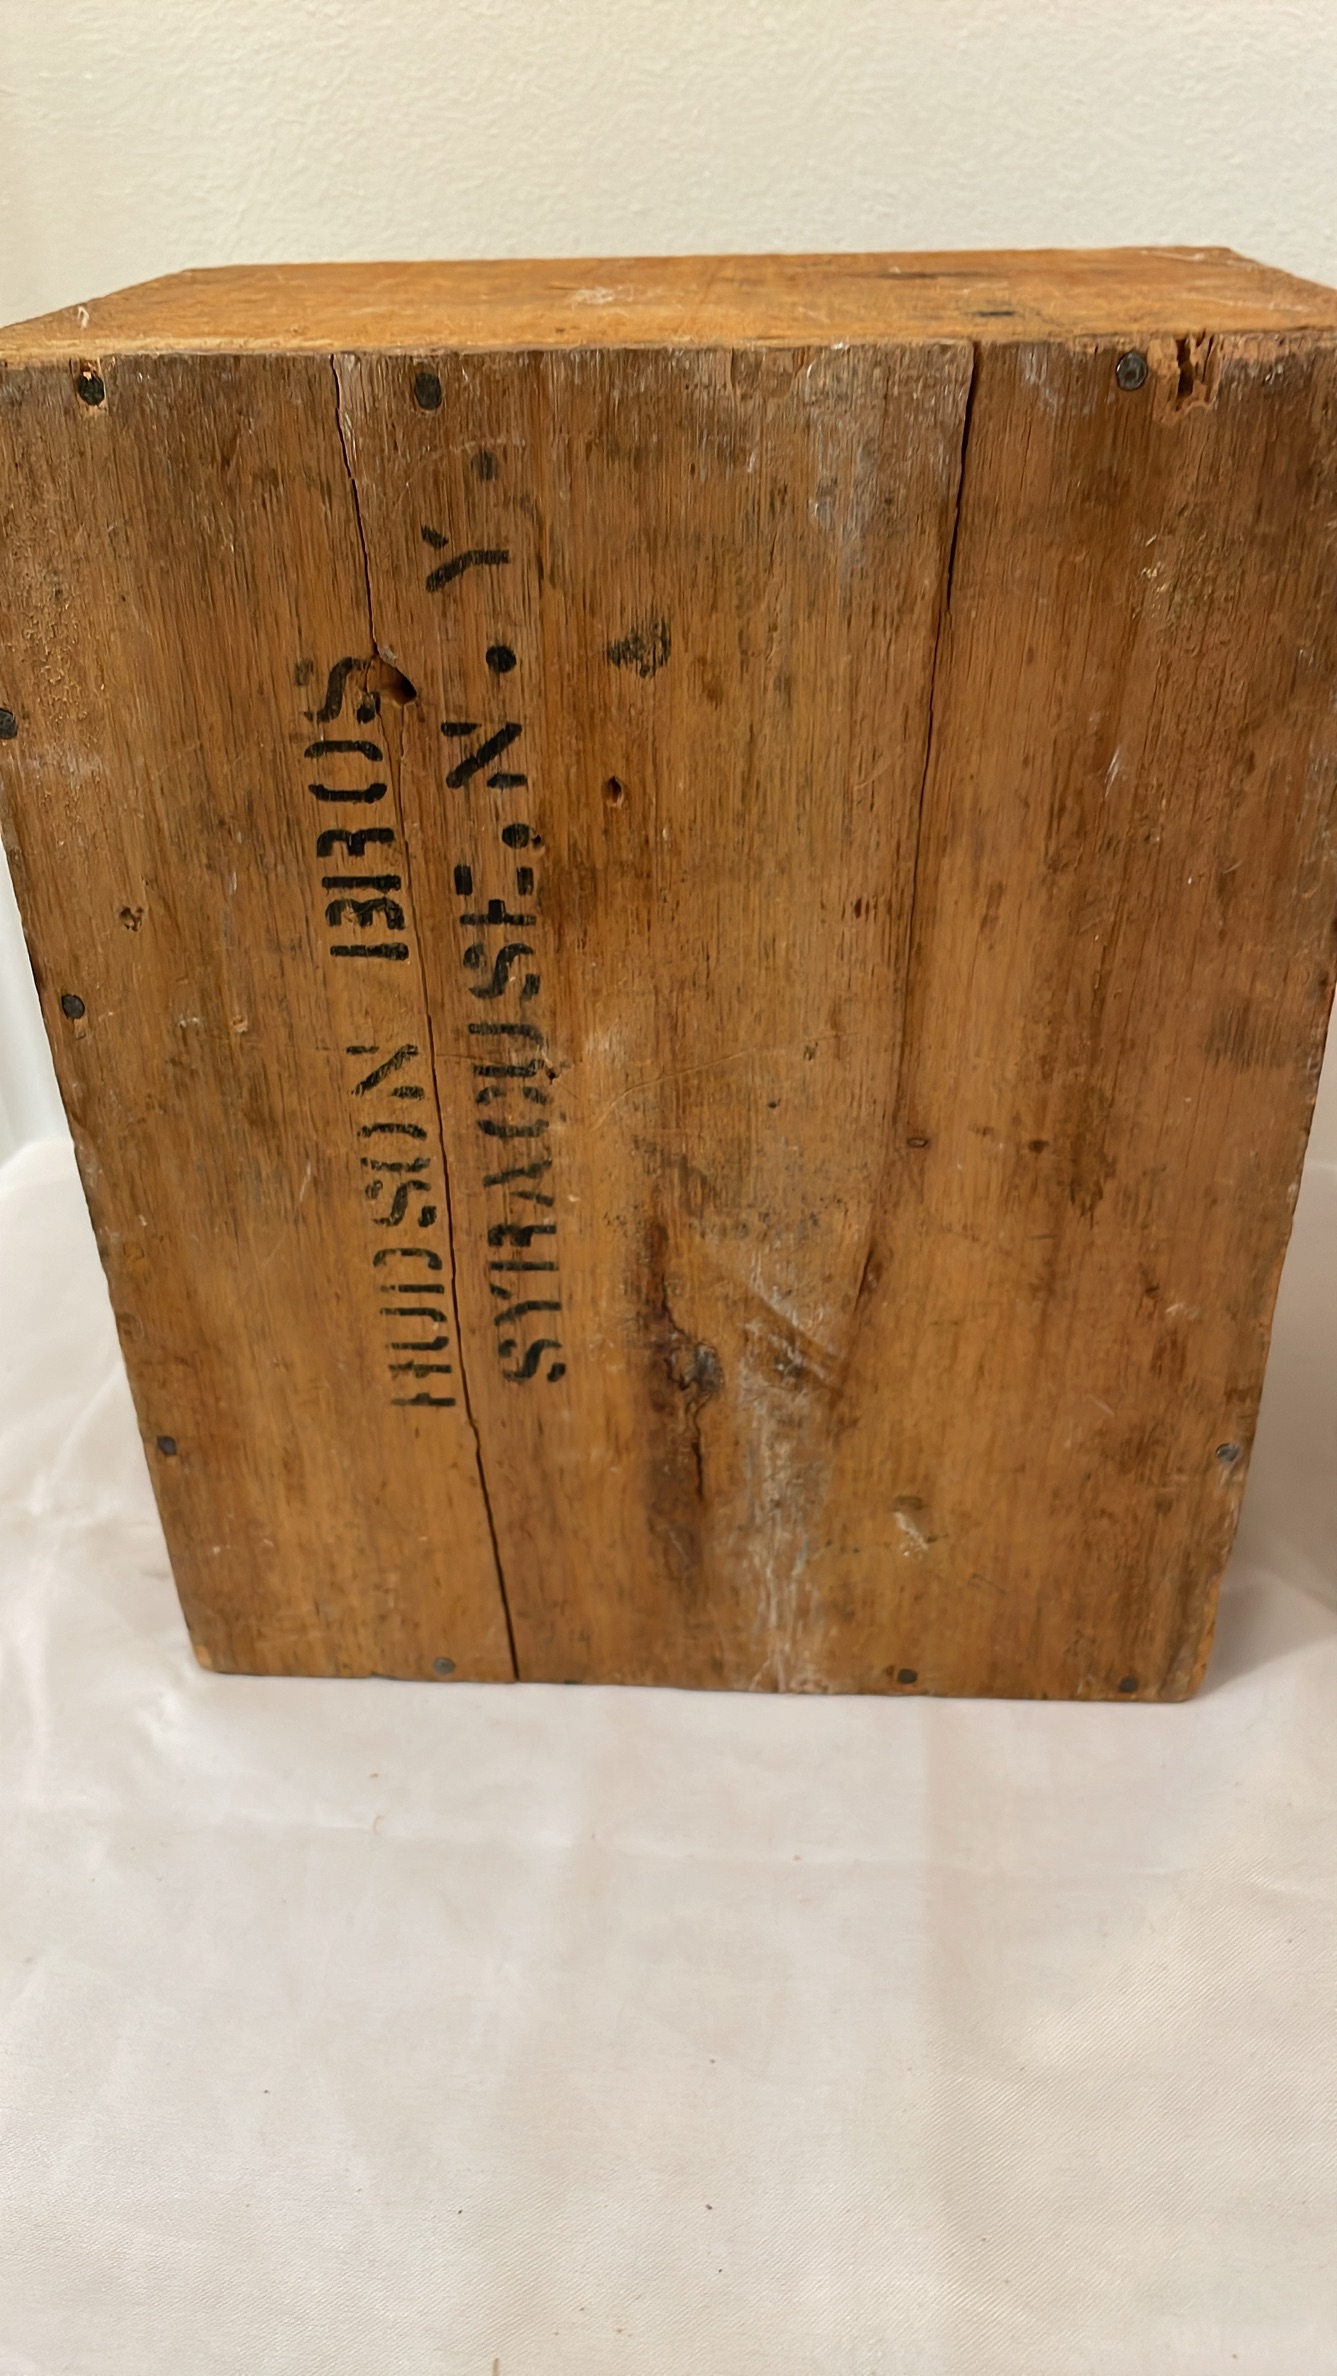 HUDSON BROS
SYRACUSE, N. Y.